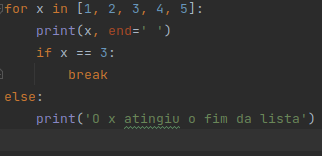 for x in [1, 2, 3, 4, 5]:
    print(x, end=' ')
    if x == 3:
        break
else:
    print('O x atingiu o fim da lista')